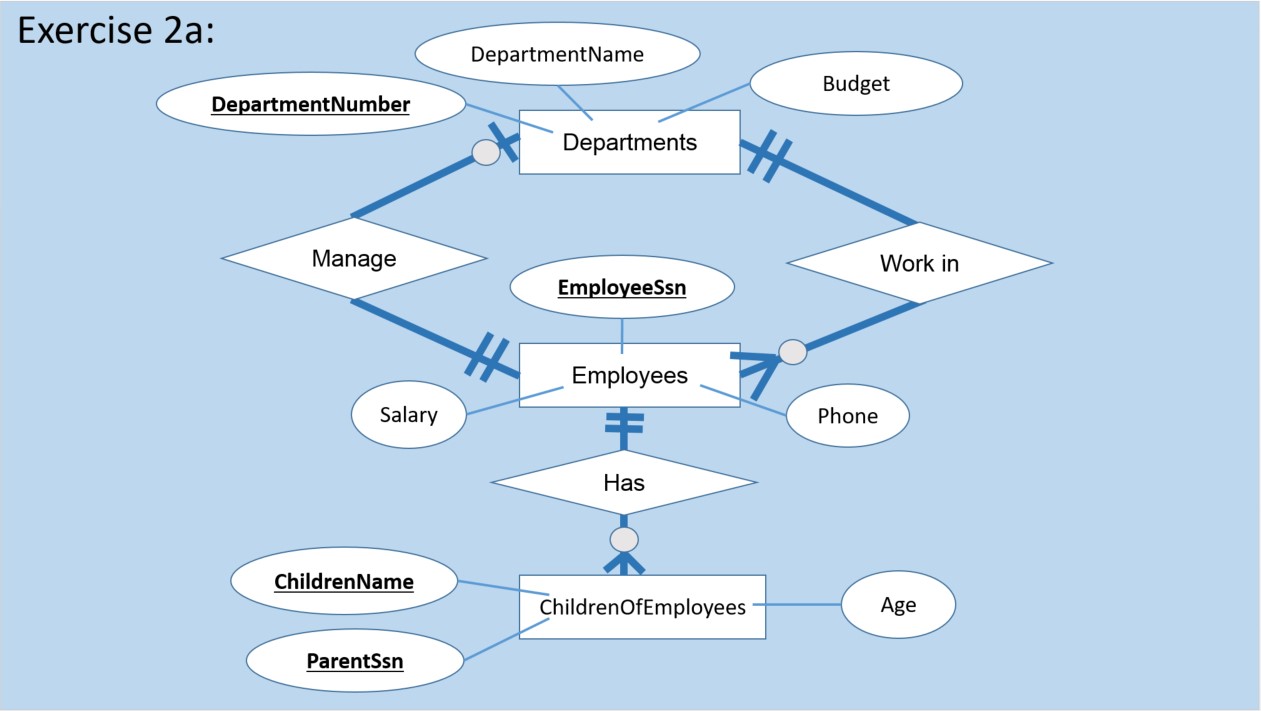 Exercise 2a:
DepartmentName
Budget
DepartmentNumber
Departments
Manage
Work in
EmployeeSsn
Employees
Salary
Phone
Has
ChildrenName
ChildrenOfEmployees
Age
ParentSsn